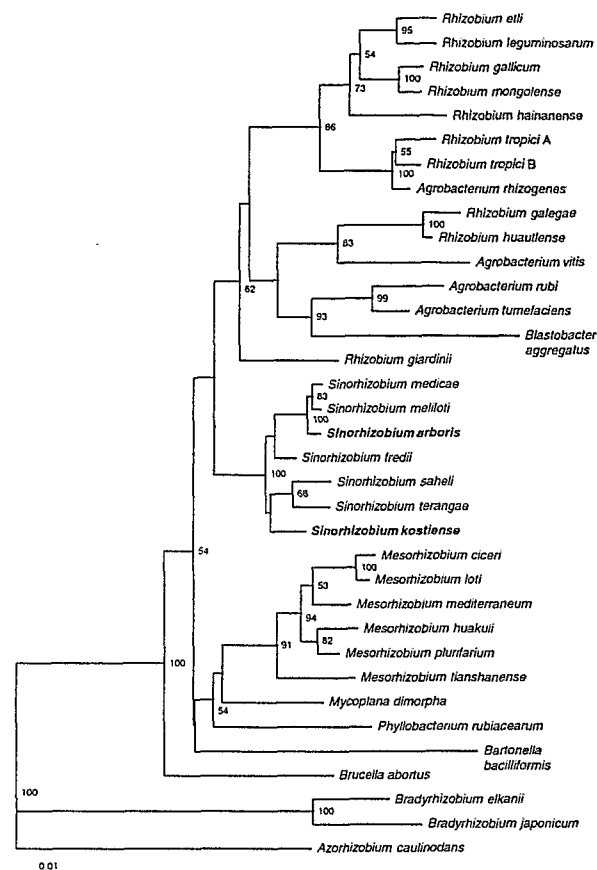 Rhizobium etli
95
Rhizobium leguminosarum
54
Rhizobium gallicum
100
73
Rhizobium mongolense
Rhizobium hainanense
66
Rhizobium tropici A
55
Rhizobium tropici B
100
Agrobacterium rhizogenes
Rhizobium galegae
100
Rhizobium huautlense
83
Agrobacterium vitis
62
Agrobacterium rubi
99
Agrobacterium tumefaciens
93
Blastobacter
aggregatus
Rhizobium giardinii
Sinorhizobium medicae
83
Sinorhizobium meliloti
100
Sinorhizobium arboris
Sinorhizobium fredii
100
Sinorhizobium saheli
68
Sinorhizobium terangae
Sinorhizobium kostiense
54
Mesorhizobium ciceri
100
Mesorhizobium loti
53
Mesorhizobium mediterraneum
94
Mesorhizobium huakuii
82
91
Mesorhizobium plurifarium
100
Mesorhizobium tianshanense
Mycoplana dimorpha
54
Phyllobacterium rubiacearum
Bartonella
bacilliformis
Brucella abortus
100
Bradyrhizobium elkanii
100
Bradyrhizobium japonicum
Azorhizobium caulinodans
0.01